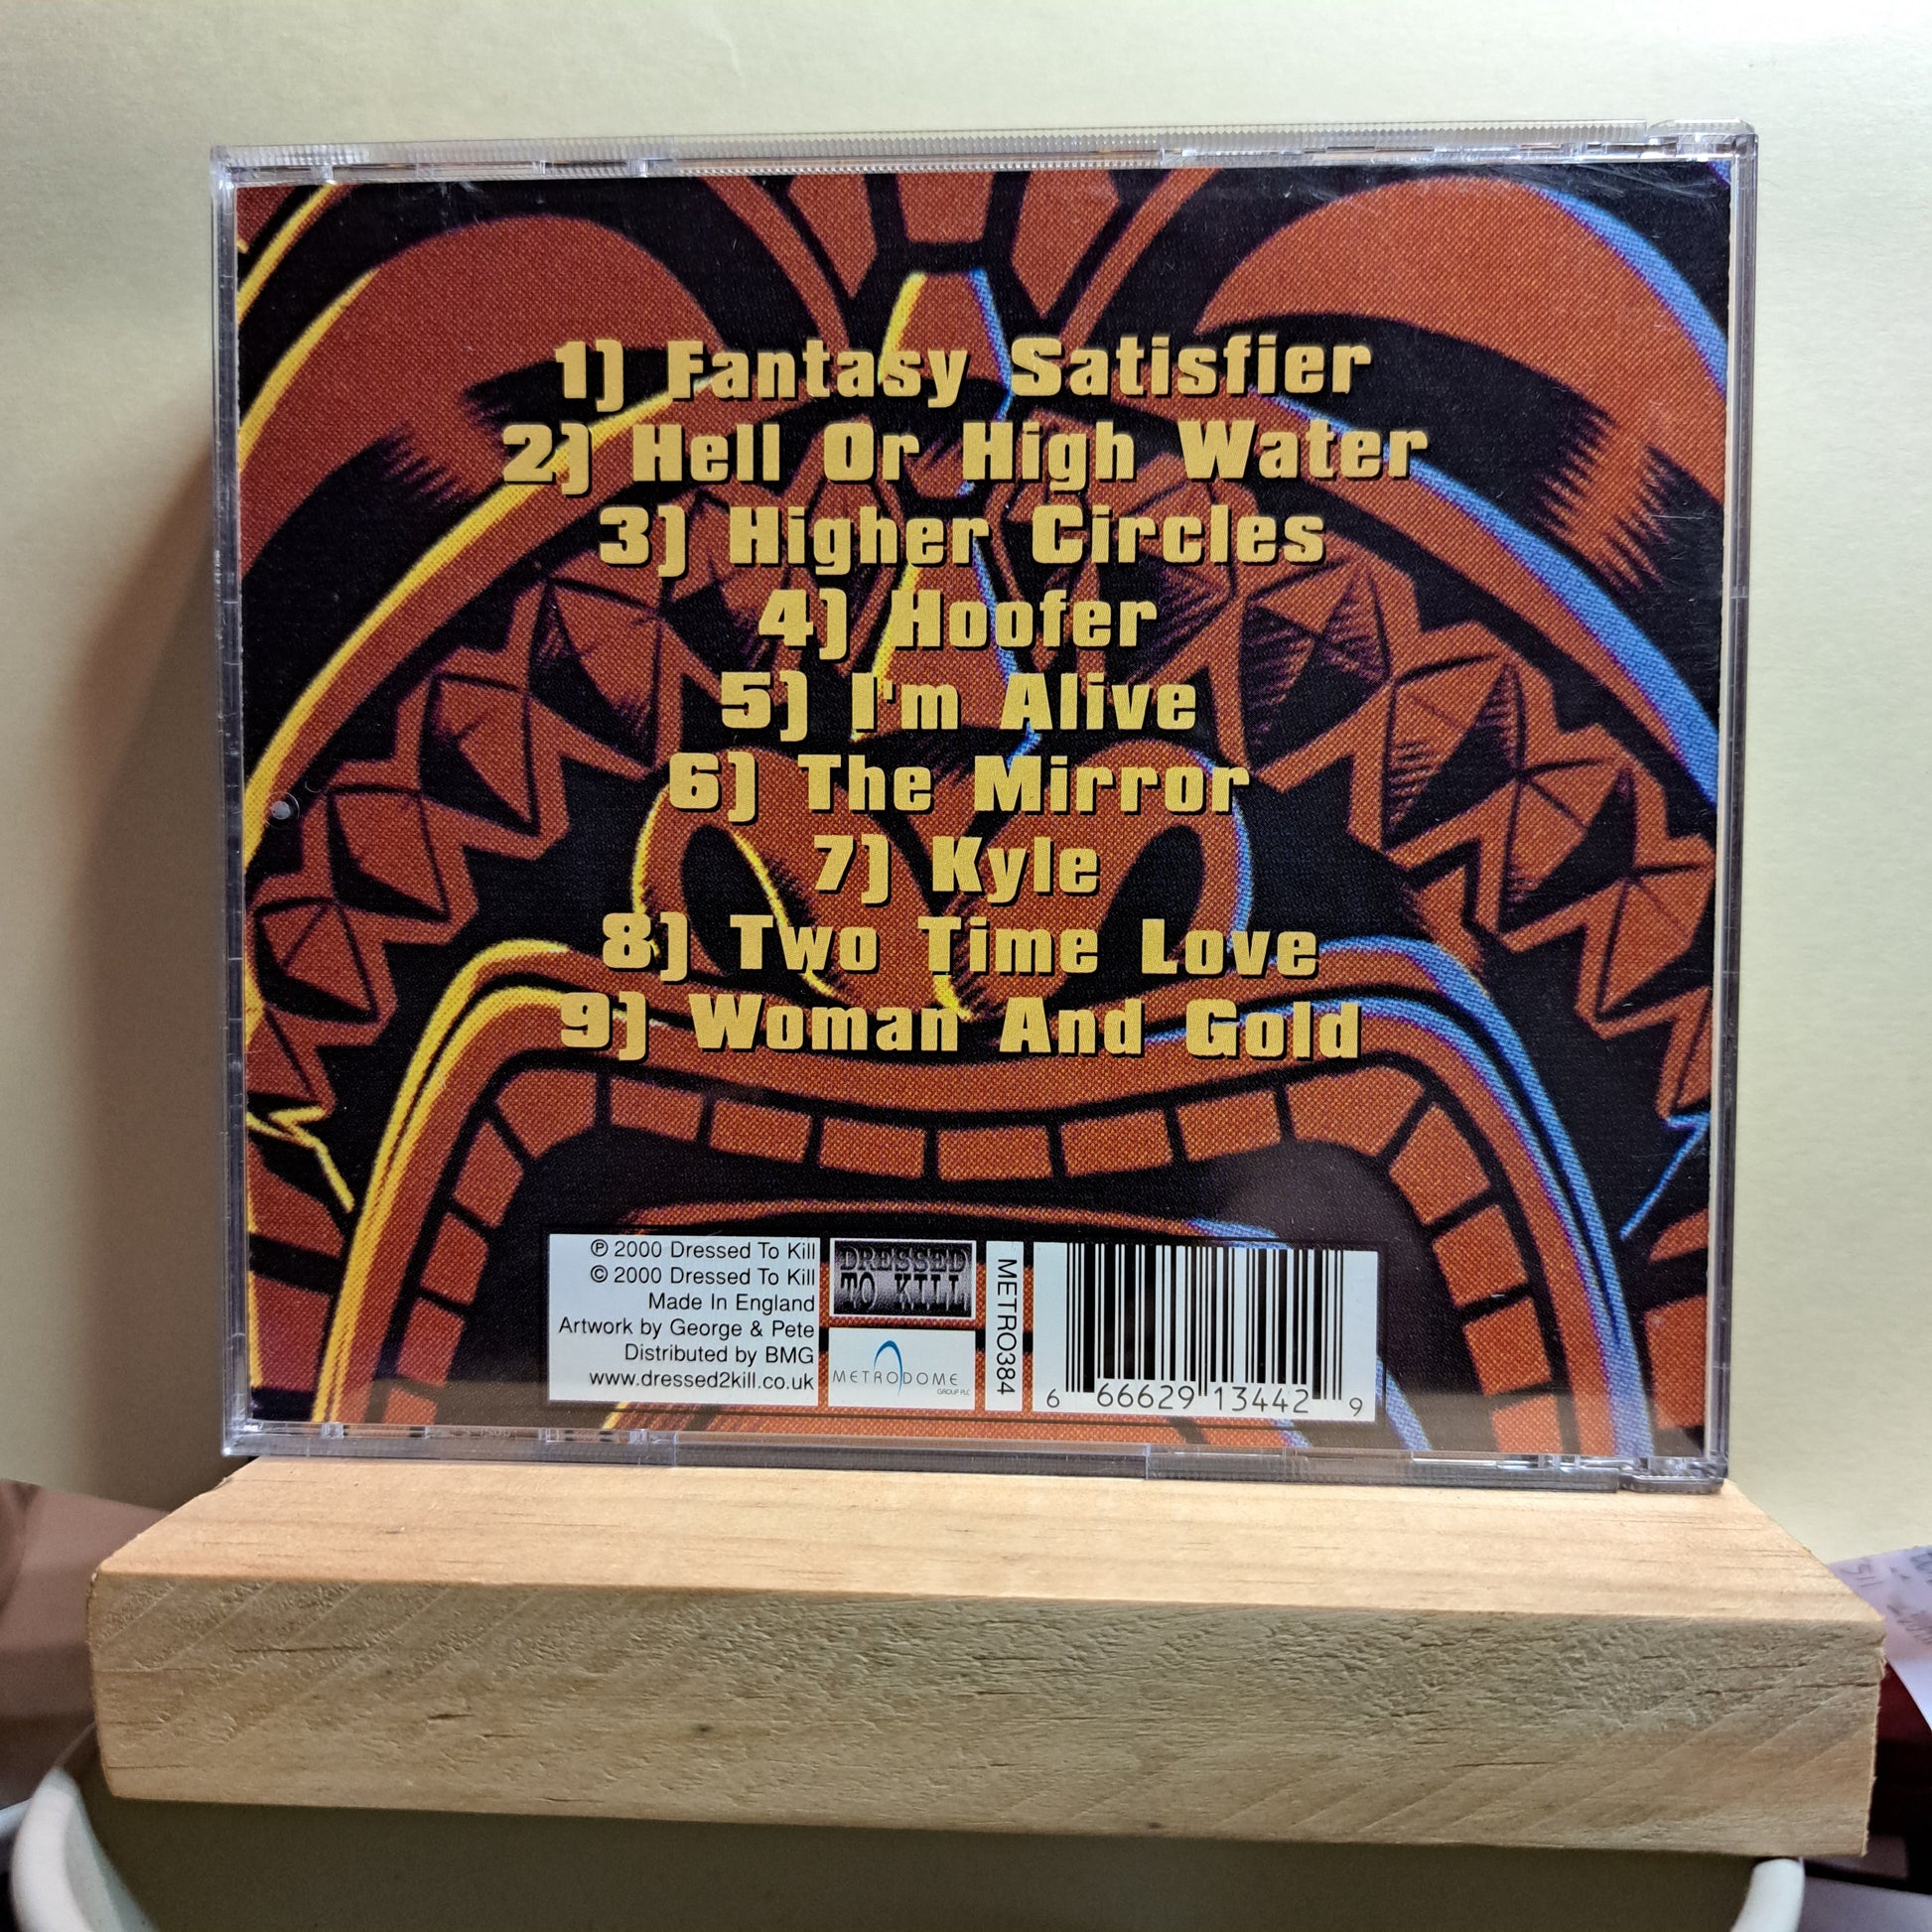 1) Fantasy Satisfier
2) Hell Or High Water
3) Higher Circles
4) Hoofer
5) I'm Alive
6) The Mirror
7) Kyle
8) Two Time Love
9) Woman And Gold
℗ 2000 Dressed To Kill
© 2000 Dressed To Kill
Made In England
Artwork by George & Pete
Distributed by BMG
www.dressed2kill.co.uk
DRESSED
TO KILL
METRODOME
GROUP PLC
METRO384
6 66629 13442 9